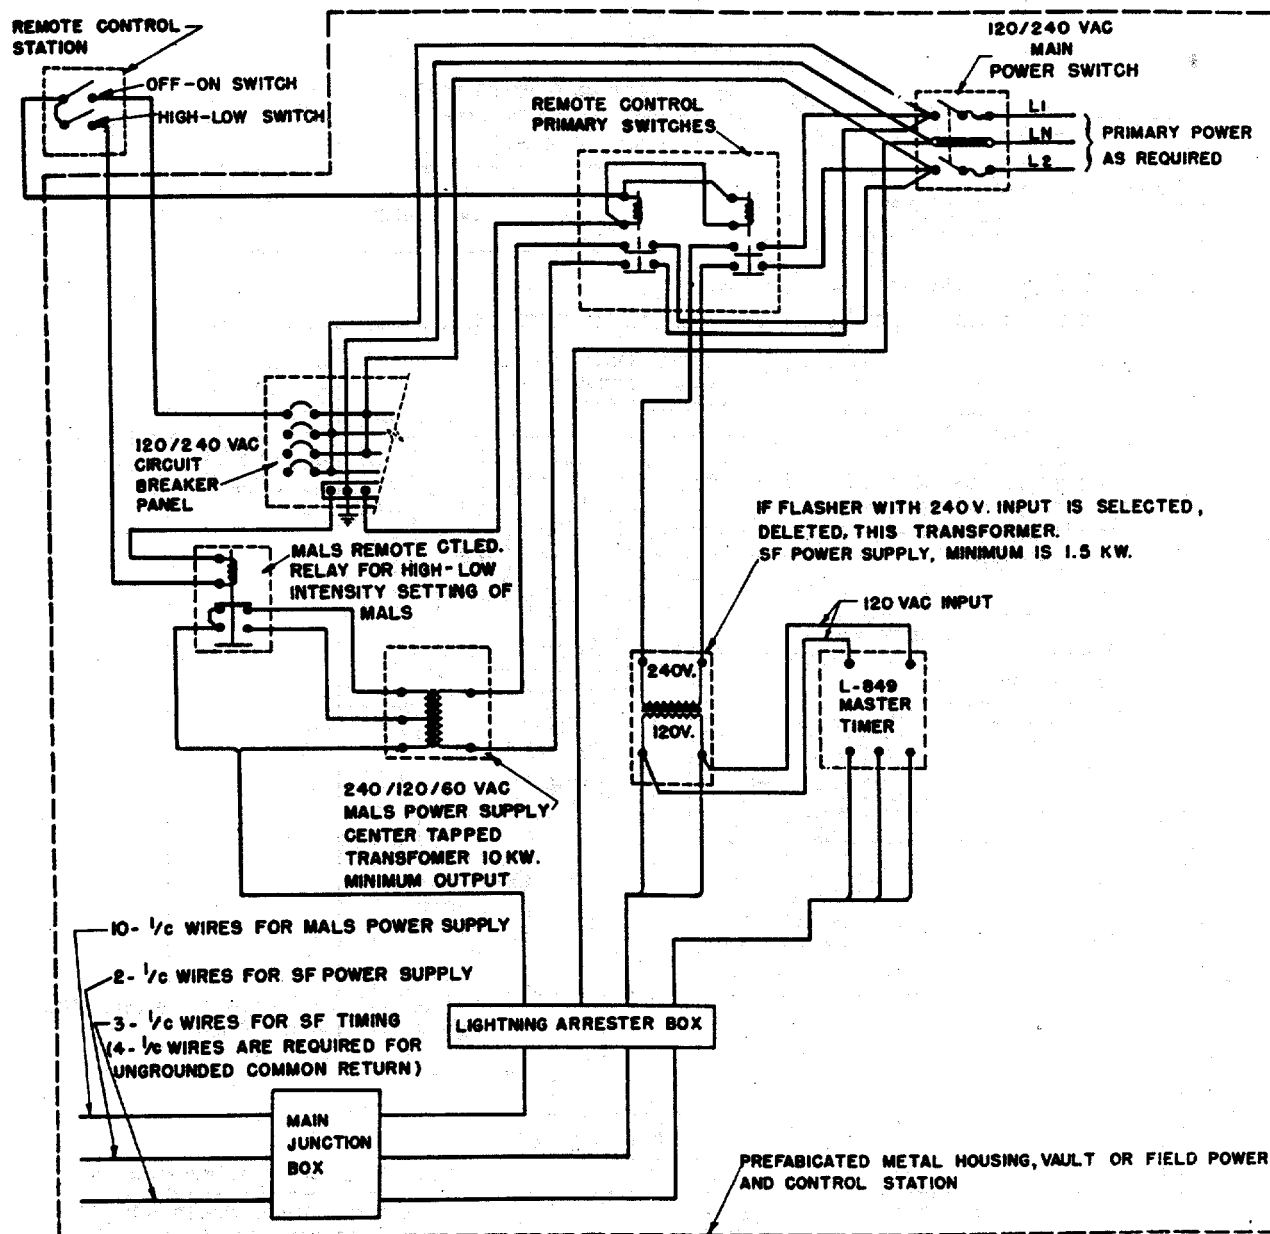 REMOTE CONTROL
STATION
OFF-ON SWITCH
HIGH-LOW SWITCH
120/240 VAC
MAIN
POWER SWITCH
REMOTE CONTROL
PRIMARY SWITCHES
L1
LN
L2
PRIMARY POWER
AS REQUIRED
120/240 VAC
CIRCUIT
BREAKER
PANEL
IF FLASHER WITH 240V. INPUT IS SELECTED,
DELETED, THIS TRANSFORMER.
SF POWER SUPPLY, MINIMUM IS 1.5 KW.
MALS REMOTE CTLED.
RELAY FOR HIGH-LOW
INTENSITY SETTING OF
MALS
120 VAC INPUT
240V.
120V.
L-849
MASTER
TIMER
240/120/60 VAC
MALS POWER SUPPLY
CENTER TAPPED
TRANSFOMER 10 KW.
MINIMUM OUTPUT
10- 1/c WIRES FOR MALS POWER SUPPLY
2- 1/c WIRES FOR SF POWER SUPPLY
3- 1/c WIRES FOR SF TIMING
(4- 1/c WIRES ARE REQUIRED FOR
UNGROUNDED COMMON RETURN)
LIGHTNING ARRESTER BOX
MAIN
JUNCTION
BOX
PREFABICATED METAL HOUSING, VAULT OR FIELD POWER
AND CONTROL STATION